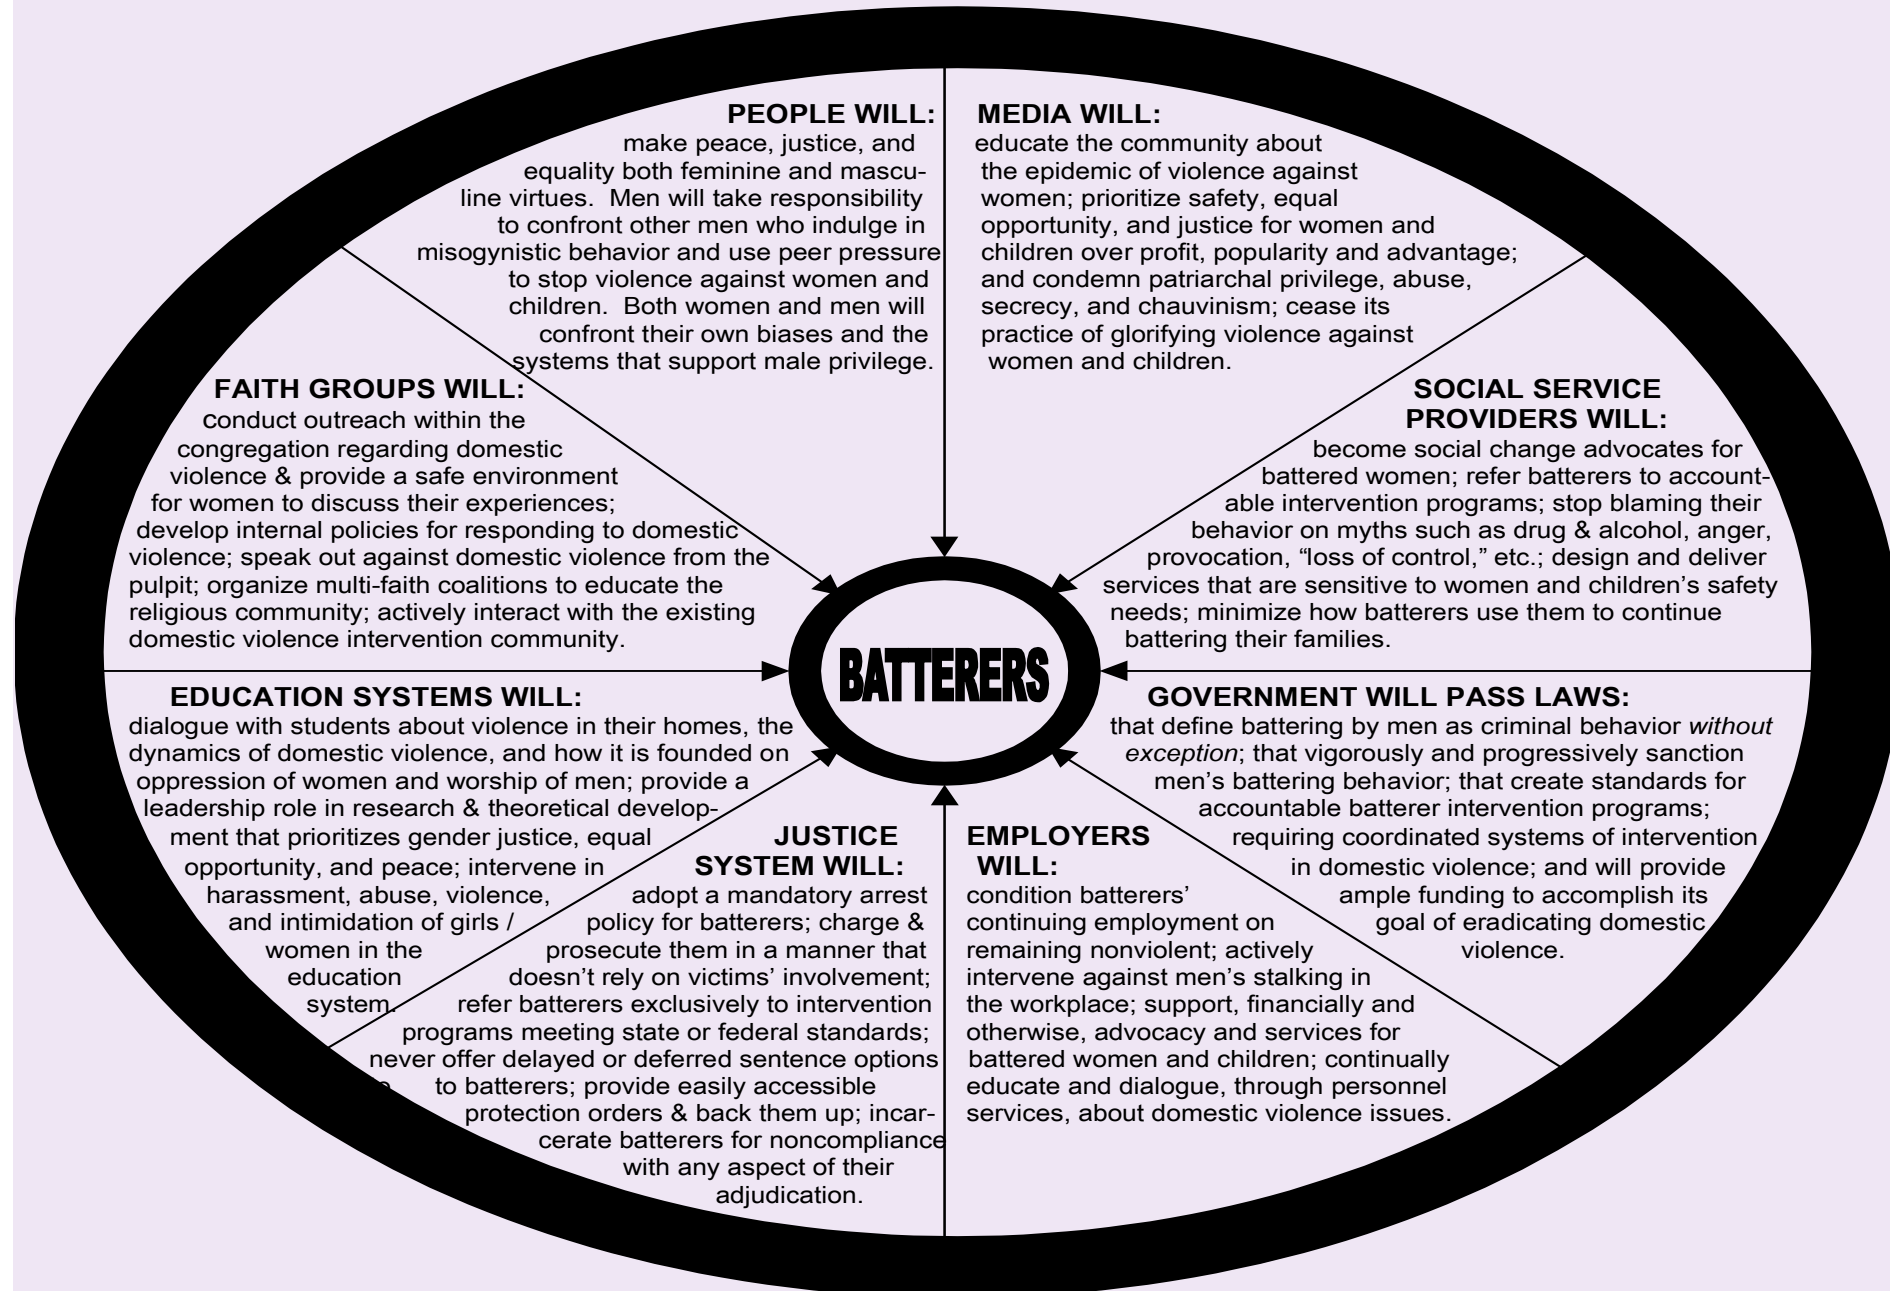 PEOPLE WILL:
make peace, justice, and
equality both feminine and mascu-
line virtues. Men will take responsibility
to confront other men who indulge in
misogynistic behavior and use peer pressure
to stop violence against women and
children. Both women and men will
confront their own biases and the
systems that support male privilege.
MEDIA WILL:
educate the community about
the epidemic of violence against
women; prioritize safety, equal
opportunity, and justice for women and
children over profit, popularity and advantage;
and condemn patriarchal privilege, abuse,
secrecy, and chauvinism; cease its
practice of glorifying violence against
women and children.
FAITH GROUPS WILL:
conduct outreach within the
congregation regarding domestic
violence & provide a safe environment
for women to discuss their experiences;
develop internal policies for responding to domestic
violence; speak out against domestic violence from the
pulpit; organize multi-faith coalitions to educate the
religious community; actively interact with the existing
domestic violence intervention community.
SOCIAL SERVICE
PROVIDERS WILL:
become social change advocates for
battered women; refer batterers to account-
able intervention programs; stop blaming their
behavior on myths such as drug & alcohol, anger,
provocation, “loss of control,” etc.; design and deliver
services that are sensitive to women and children’s safety
needs; minimize how batterers use them to continue
battering their families.
BATTERERS
EDUCATION SYSTEMS WILL:
dialogue with students about violence in their homes, the
dynamics of domestic violence, and how it is founded on
oppression of women and worship of men; provide a
leadership role in research & theoretical develop-
ment that prioritizes gender justice, equal
opportunity, and peace; intervene in
harassment, abuse, violence,
and intimidation of girls /
women in the
education
system.
GOVERNMENT WILL PASS LAWS:
that define battering by men as criminal behavior without
exception; that vigorously and progressively sanction
men’s battering behavior; that create standards for
accountable batterer intervention programs;
requiring coordinated systems of intervention
in domestic violence; and will provide
ample funding to accomplish its
goal of eradicating domestic
violence.
JUSTICE
SYSTEM WILL:
adopt a mandatory arrest
policy for batterers; charge &
prosecute them in a manner that
doesn’t rely on victims’ involvement;
refer batterers exclusively to intervention
programs meeting state or federal standards;
never offer delayed or deferred sentence options
to batterers; provide easily accessible
protection orders & back them up; incar-
cerate batterers for noncompliance
with any aspect of their
adjudication.
EMPLOYERS
WILL:
condition batterers’
continuing employment on
remaining nonviolent; actively
intervene against men’s stalking in
the workplace; support, financially and
otherwise, advocacy and services for
battered women and children; continually
educate and dialogue, through personnel
services, about domestic violence issues.